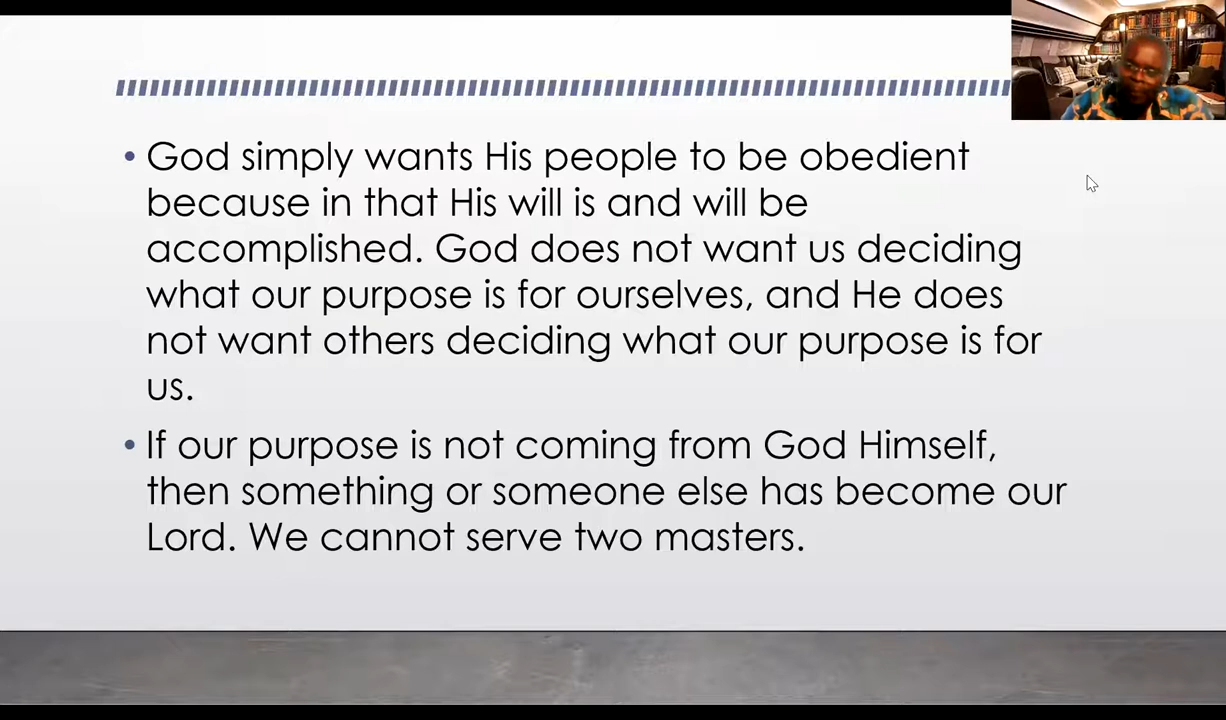 • God simply wants His people to be obedient
because in that His will is and will be
accomplished. God does not want us deciding
what our purpose is for ourselves, and He does
not want others deciding what our purpose is for
us.
• If our purpose is not coming from God Himself,
then something or someone else has become our
Lord. We cannot serve two masters.